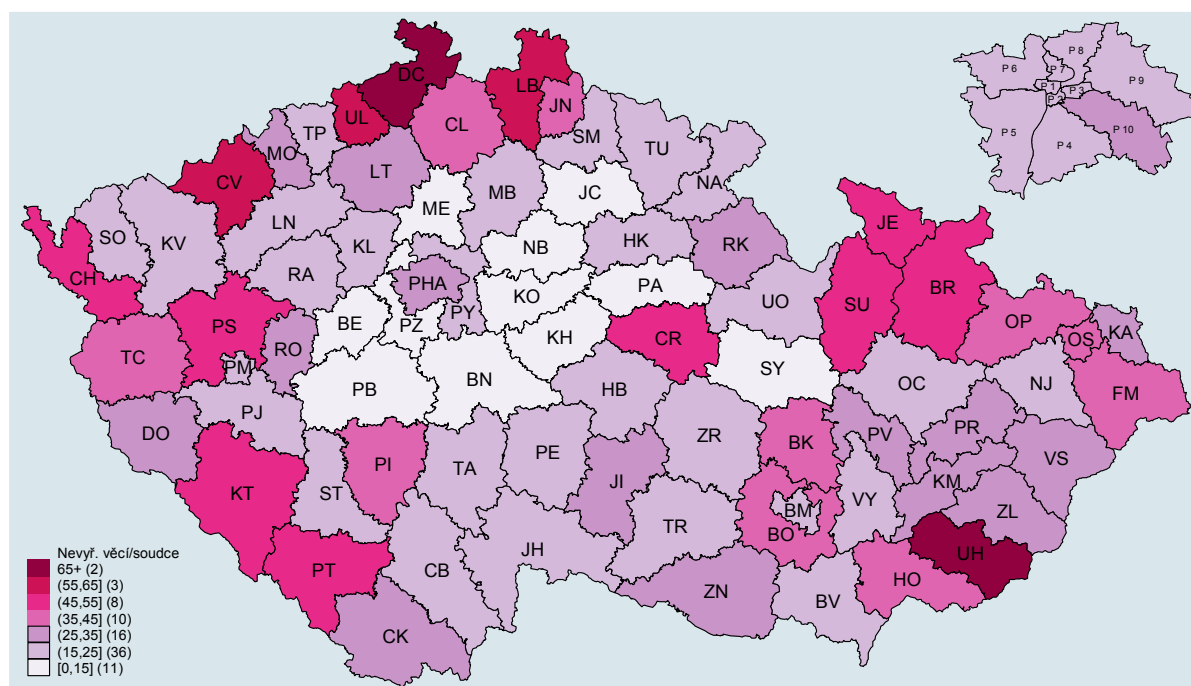 DC
LB
P 8
P 6
P 7
P 9
P 1
P 3
P 2
UL
CL
JN
TP
MO
SM
TU
P 10
P 5
P 4
CV
LT
NA
ME
MB
JC
SO
KV
LN
KL
NB
HK
RK
JE
CH
RA
PHA
KO
PA
UO
SU
BR
PS
BE
PZ
PY
OP
KA
TC
RO
KH
CR
OS
PM
PB
BN
SY
OC
NJ
FM
PJ
HB
DO
ZR
BK
PV
PR
PI
TA
PE
VS
KT
ST
JI
KM
VY
BM
ZL
TR
BO
JH
UH
PT
CB
HO
ZN
BV
CK
Nevyř. věcí/soudce
65+ (2)
(55,65] (3)
(45,55] (8)
(35,45] (10)
(25,35] (16)
(15,25] (36)
[0,15] (11)